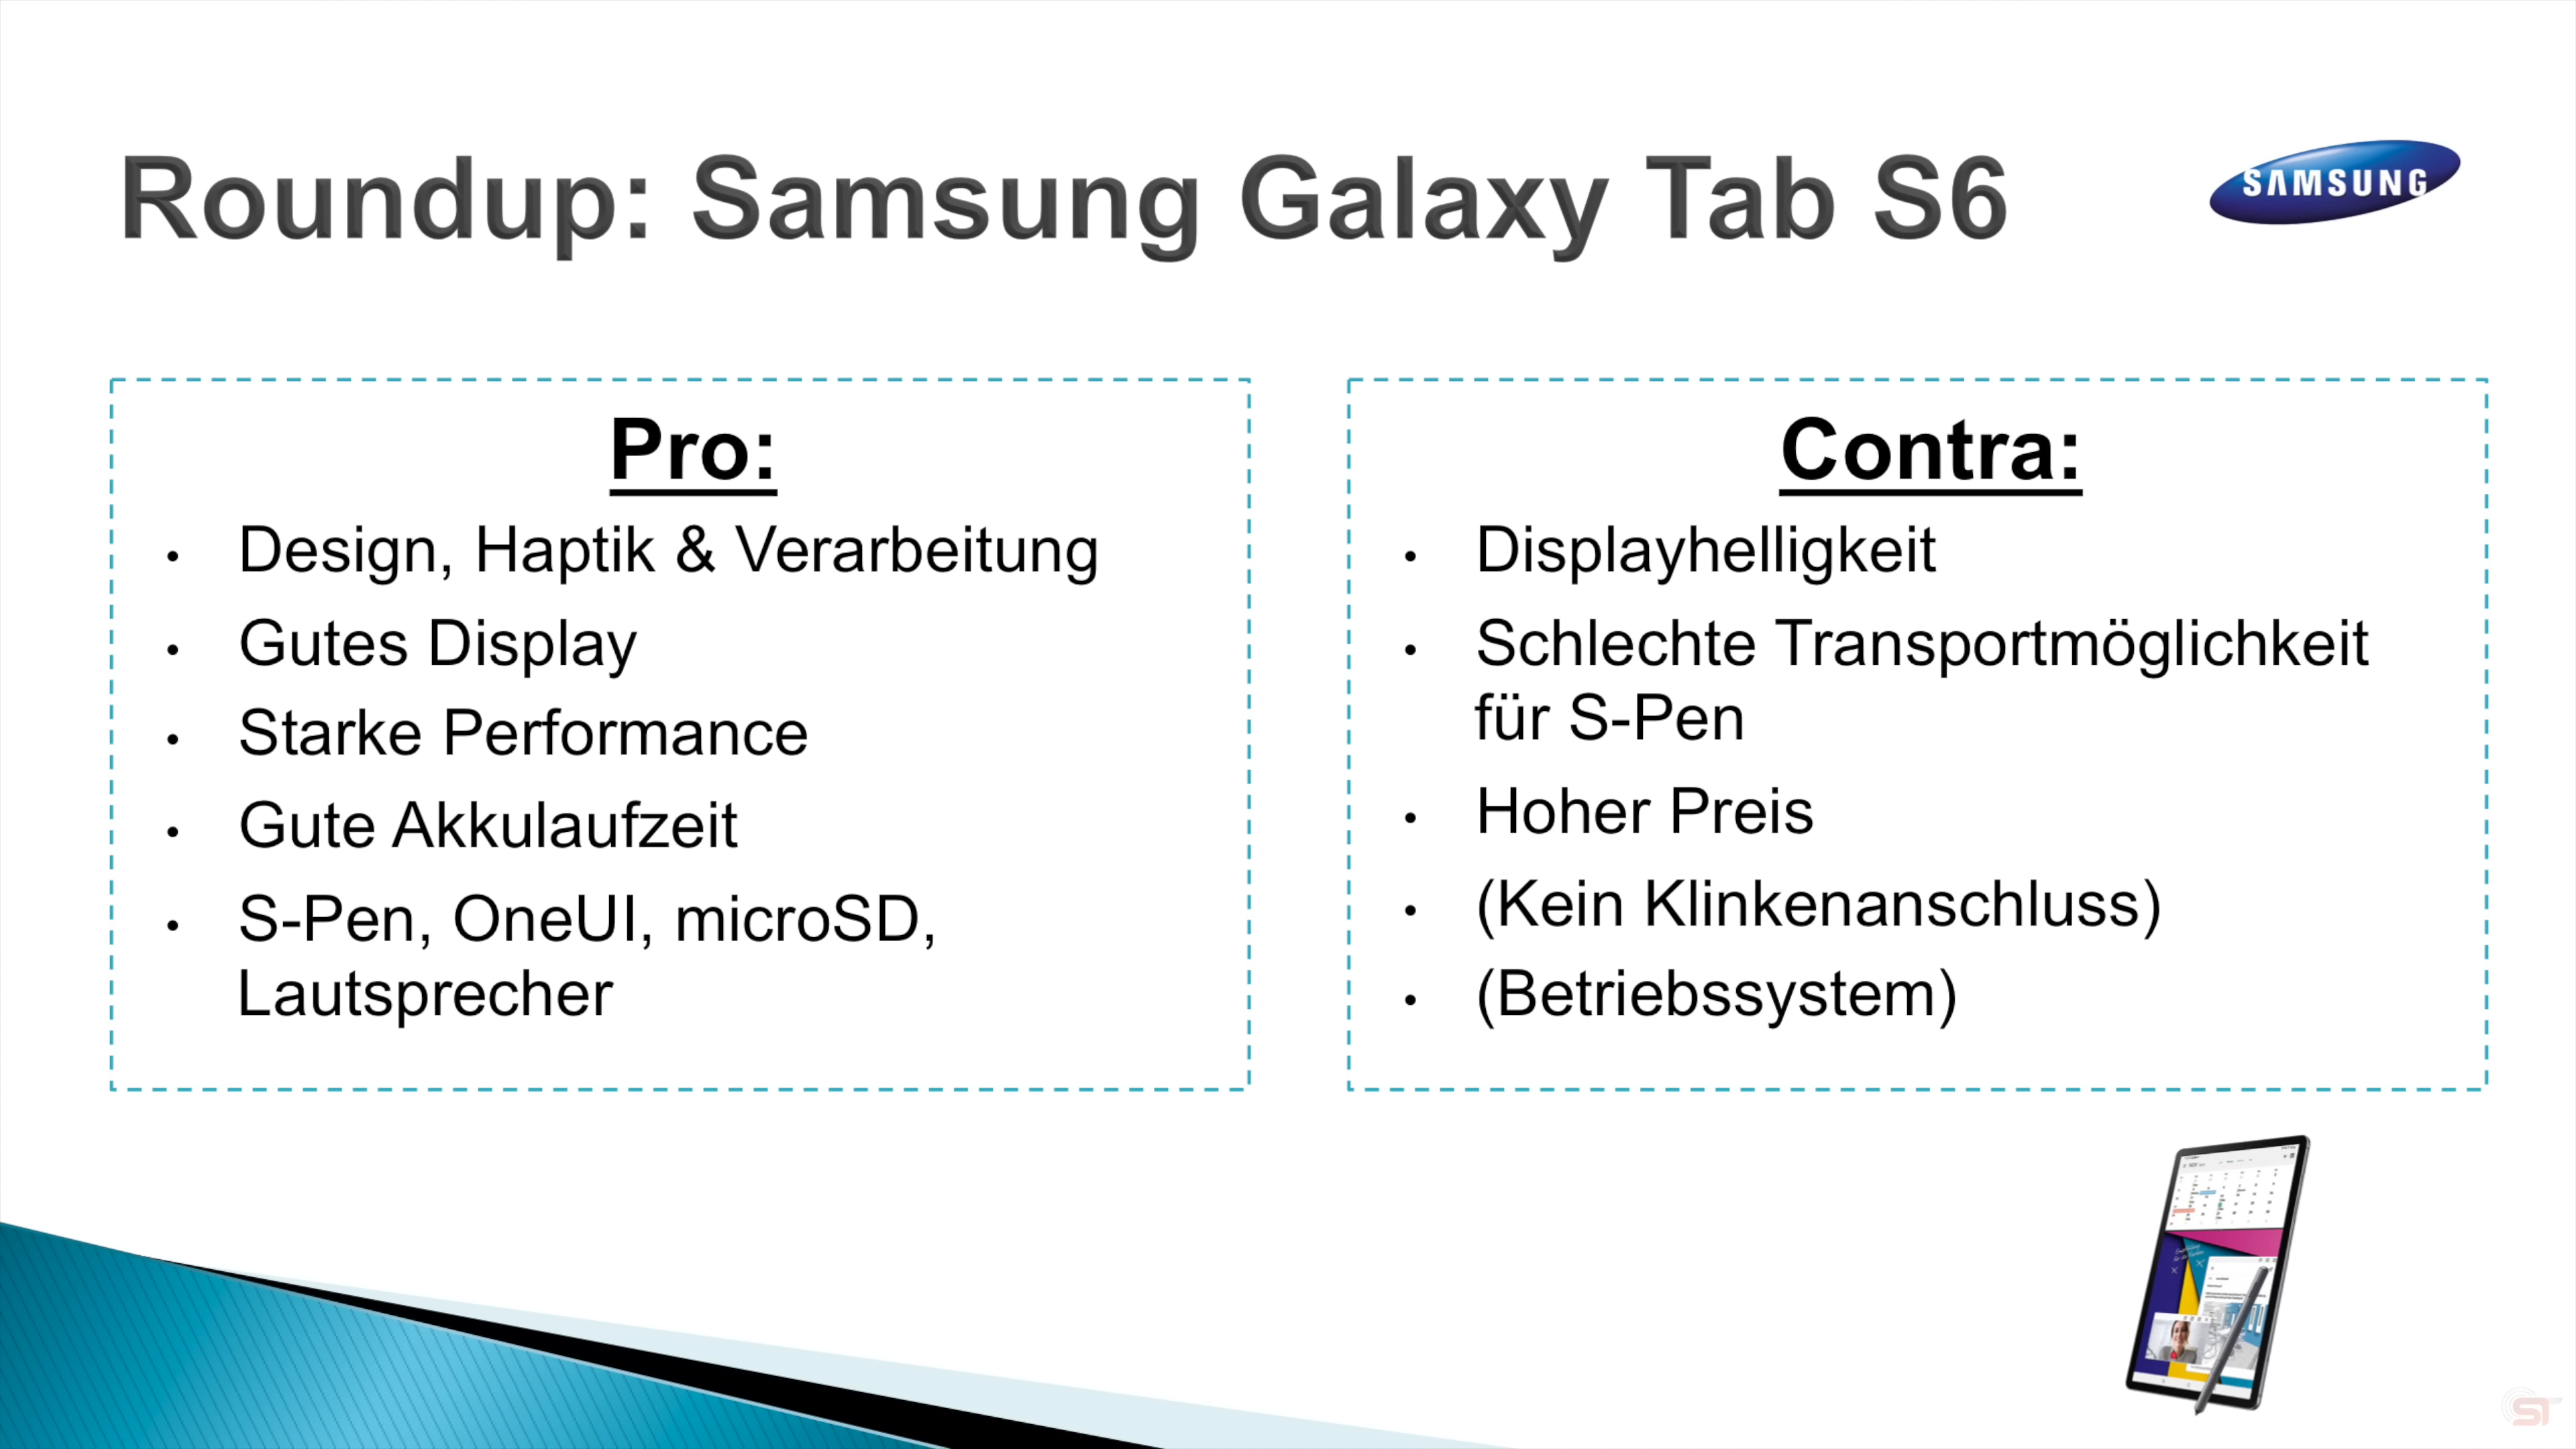 Roundup: Samsung Galaxy Tab S6
SAMSUNG
Pro:
• Design, Haptik & Verarbeitung
• Gutes Display
• Starke Performance
• Gute Akkulaufzeit
• S-Pen, OneUI, microSD,
Lautsprecher
Contra:
• Displayhelligkeit
• Schlechte Transportmöglichkeit
für S-Pen
• Hoher Preis
• (Kein Klinkenanschluss)
• (Betriebssystem)
ST